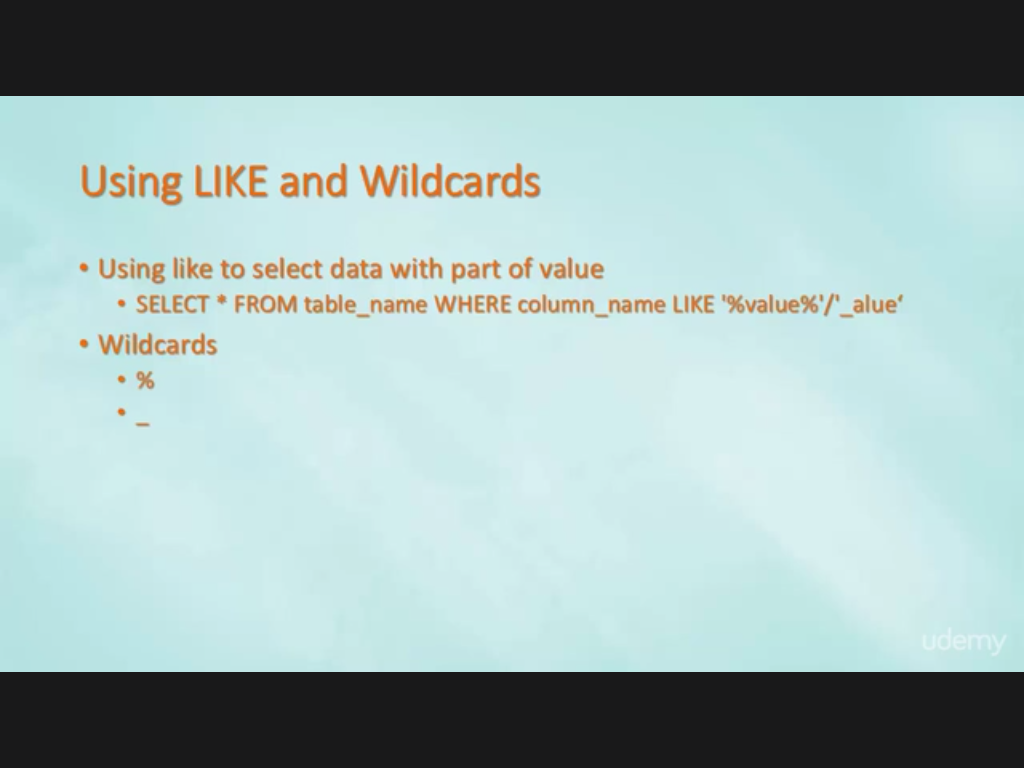 Using LIKE and Wildcards
• Using like to select data with part of value
• SELECT * FROM table_name WHERE column_name LIKE '%value%'/'_alue‘
• Wildcards
• %
• _
udemy